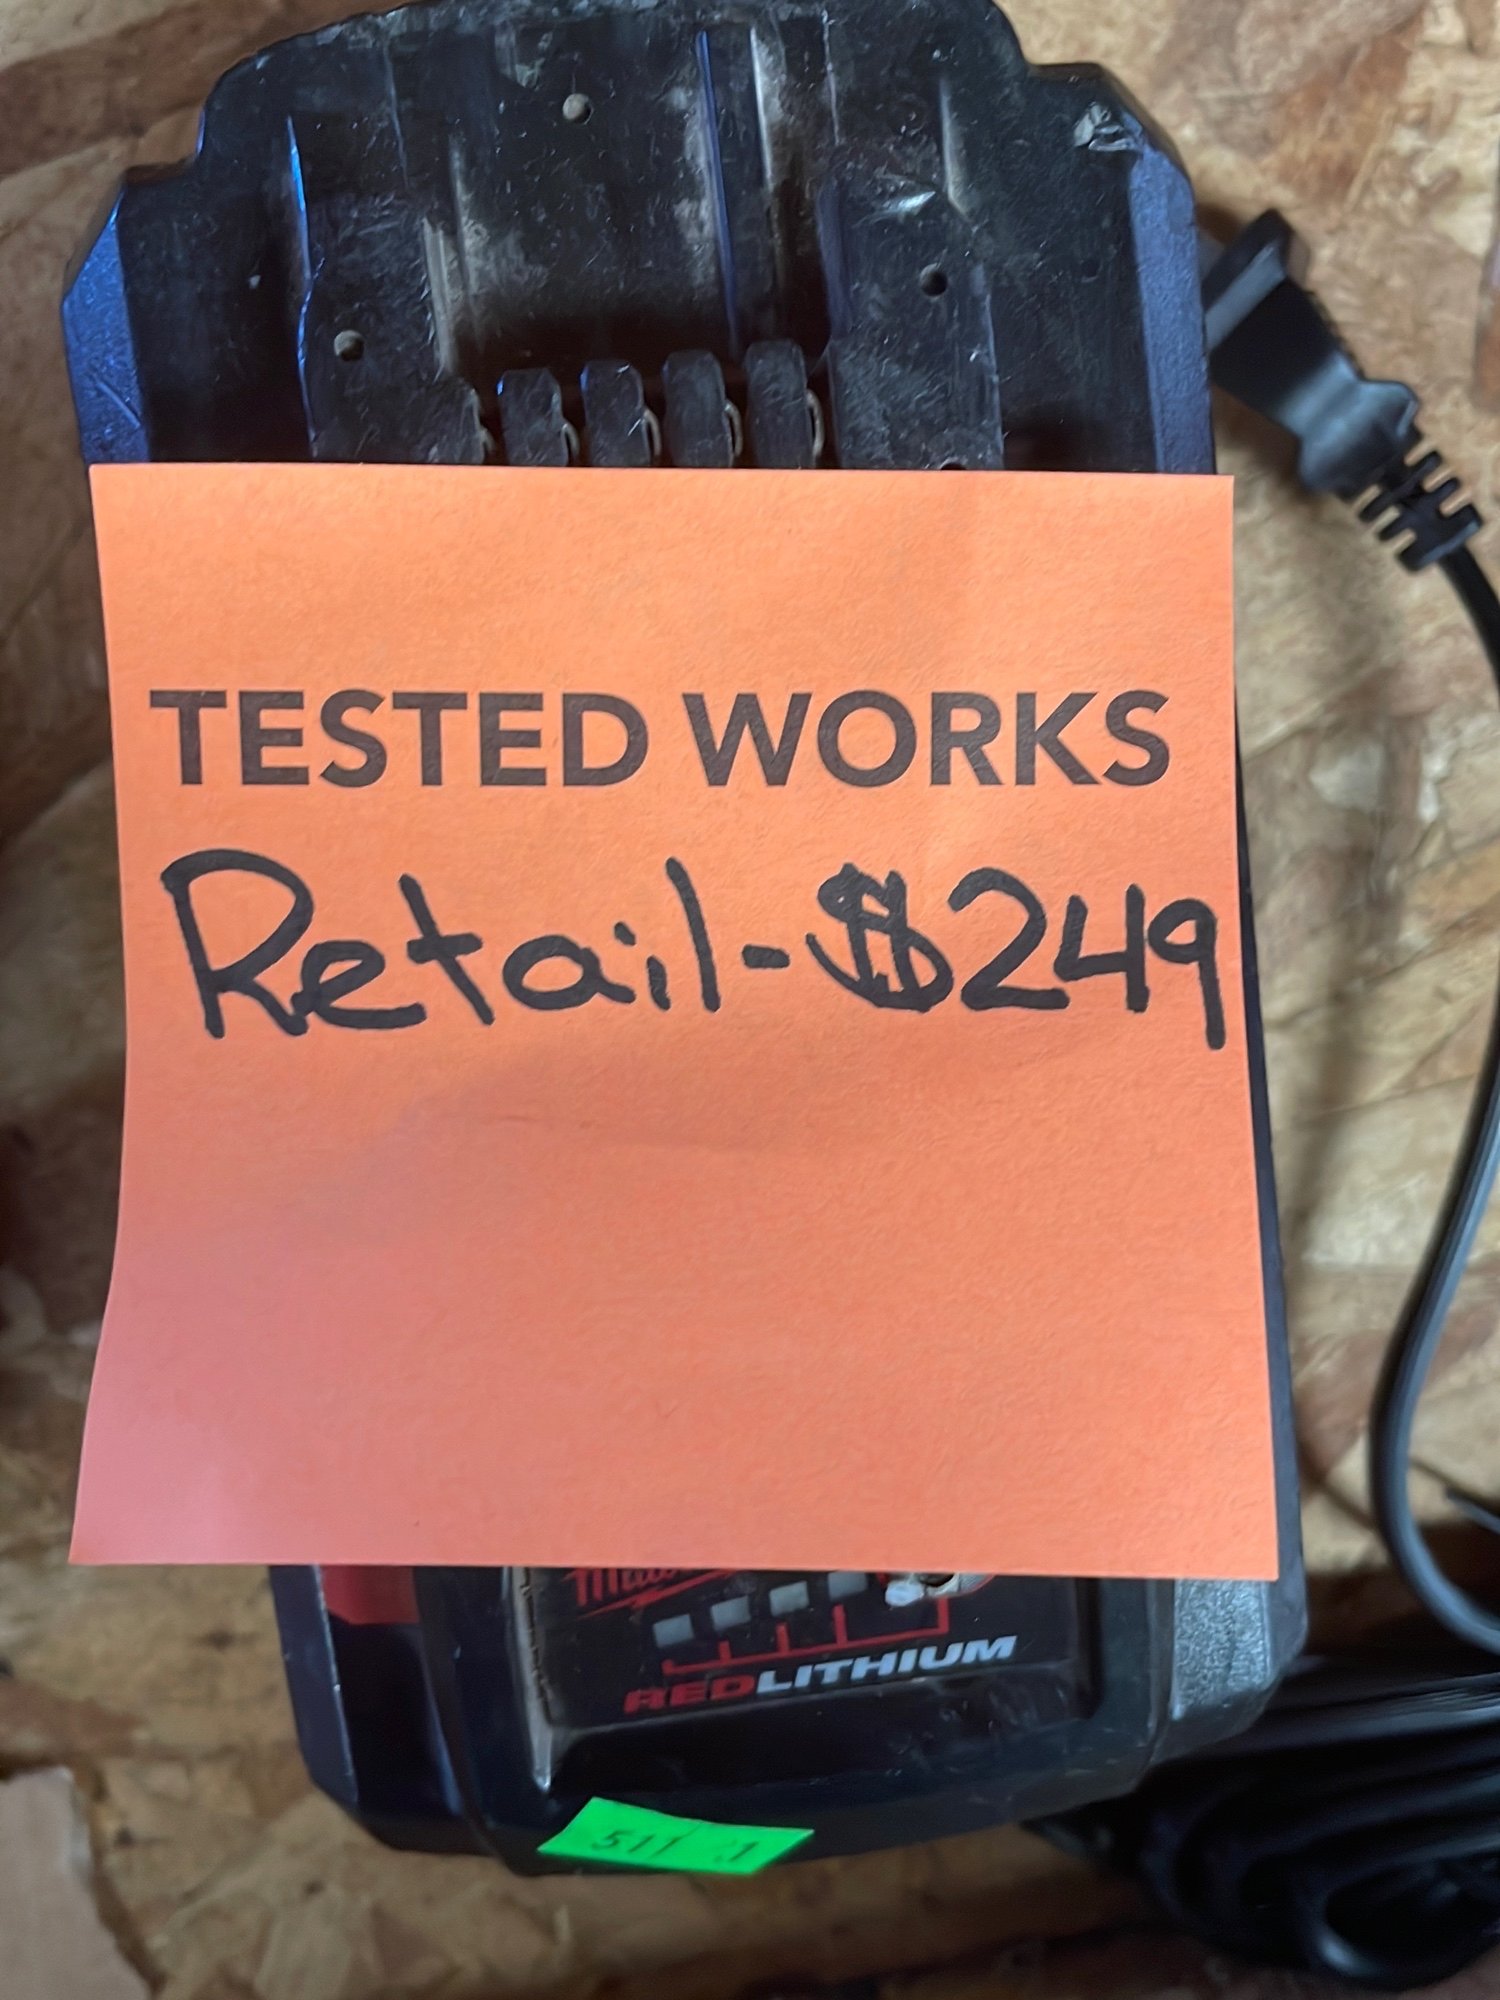 TESTED WORKS
Retail-$249
REDLITHIUM